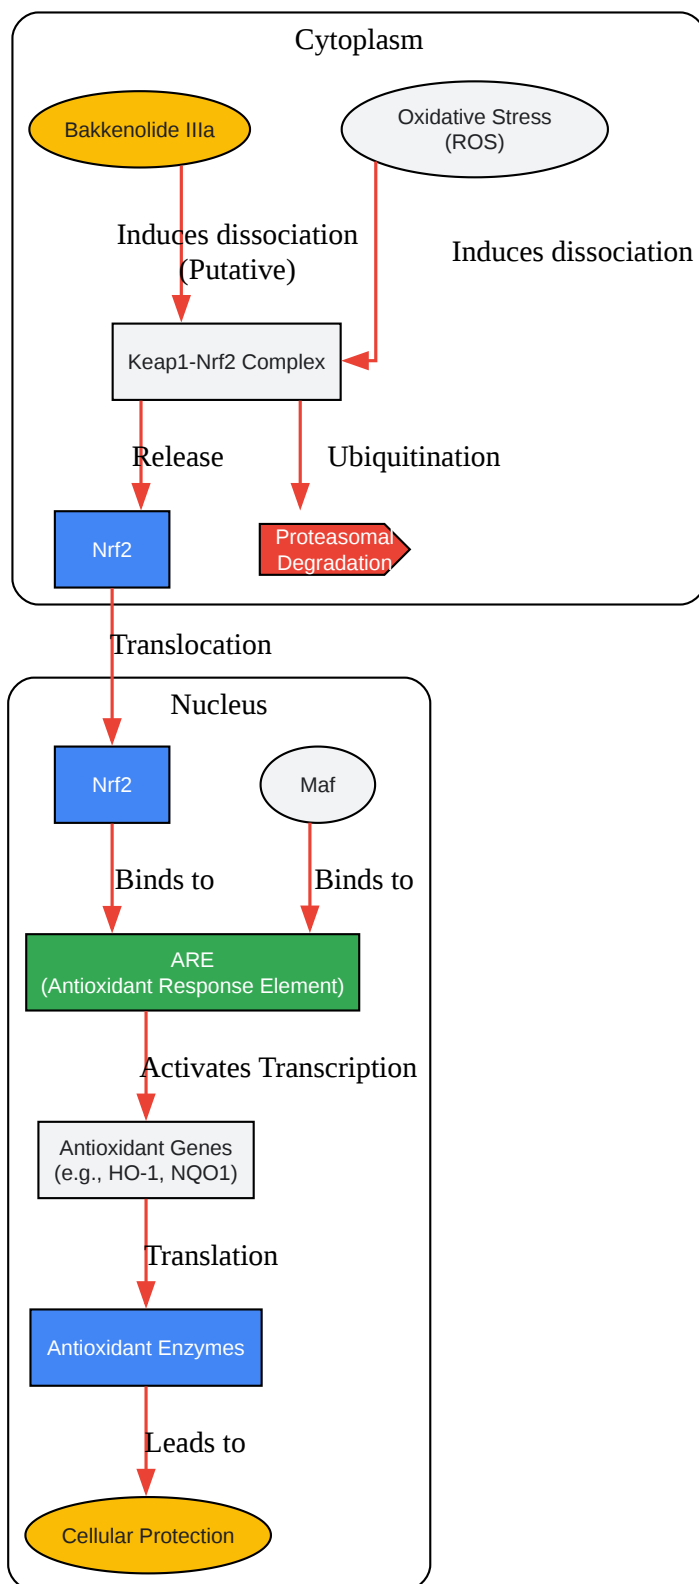 Cytoplasm
Bakkenolide IIIa
Oxidative Stress
(ROS)
Induces dissociation
(Putative)
Induces dissociation
Keap1-Nrf2 Complex
Release
Ubiquitination
Nrf2
Proteasomal
Degradation
Translocation
Nucleus
Nrf2
Maf
Binds to
Binds to
ARE
(Antioxidant Response Element)
Activates Transcription
Antioxidant Genes
(e.g., HO-1, NQO1)
Translation
Antioxidant Enzymes
Leads to
Cellular Protection